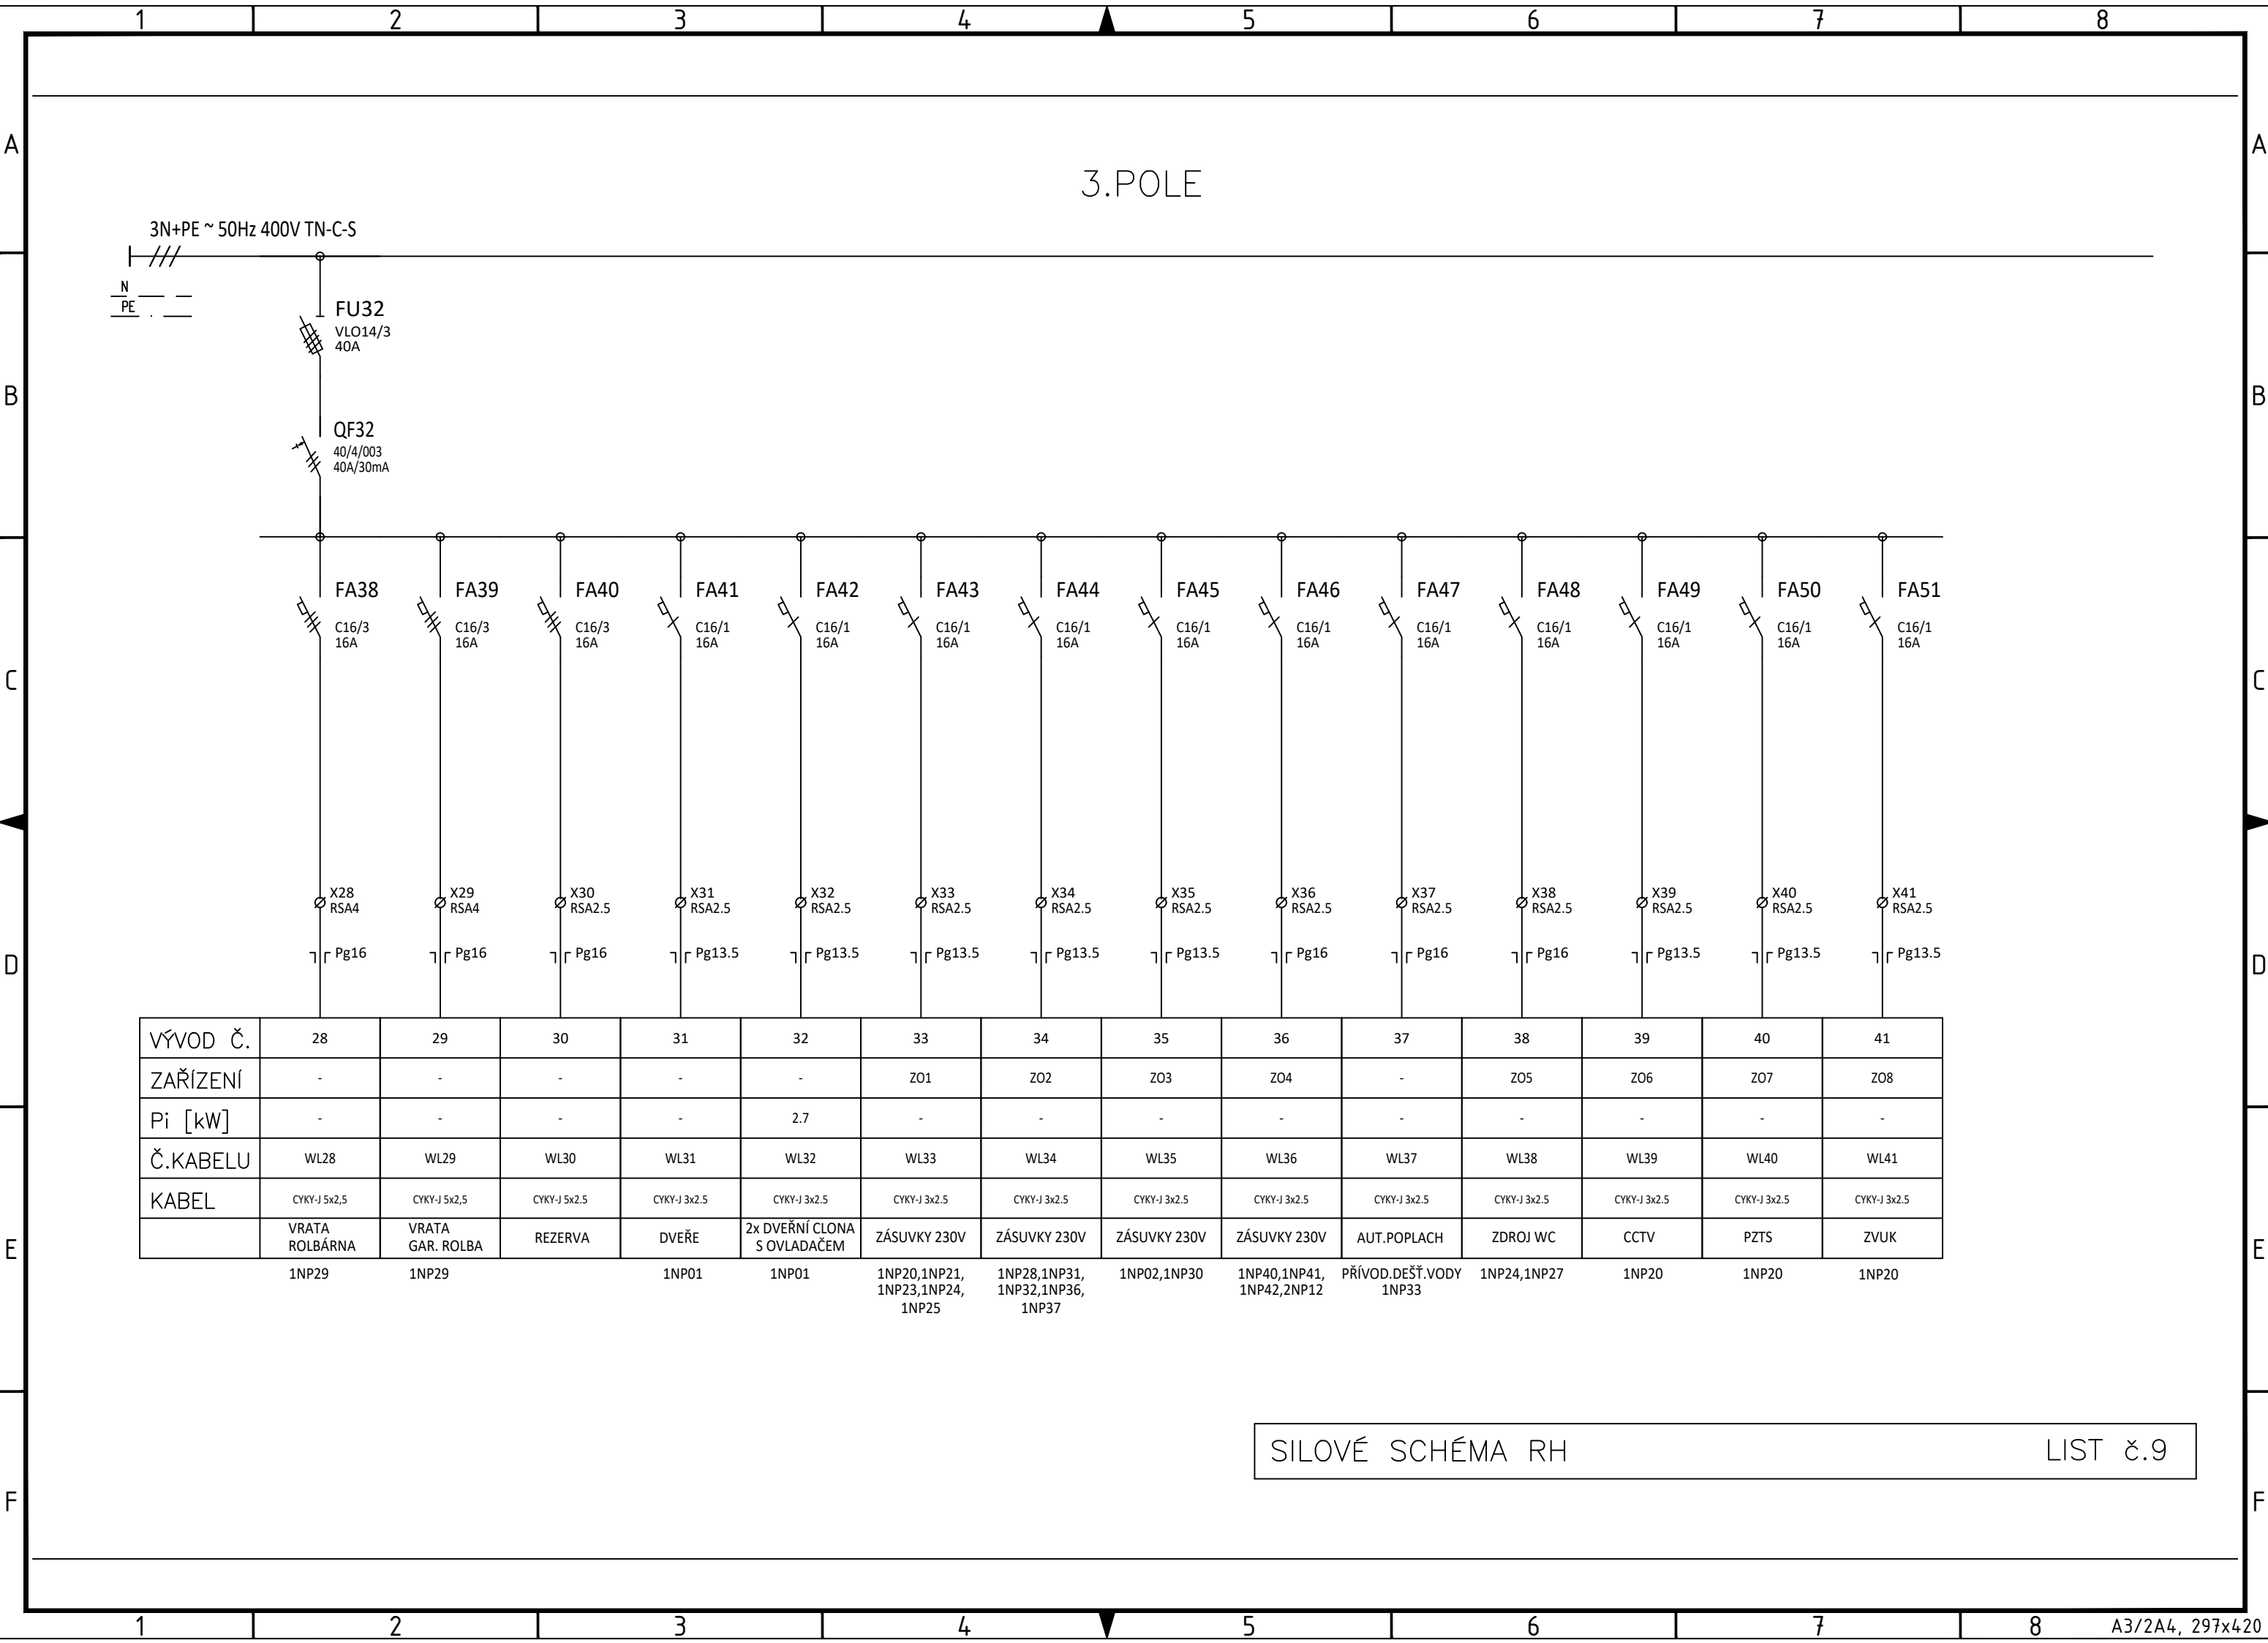 1 2 3 4 5 6 7 8
A A
3.POLE
3N+PE ~ 50Hz 400V TN-C-S
N
PE
FU32
VLO14/3
40A
B B
QF32
40/4/003
40A/30mA
FA38 FA39 FA40 FA41 FA42 FA43 FA44 FA45 FA46 FA47 FA48 FA49 FA50 FA51
C16/3 C16/3 C16/3 C16/1 C16/1 C16/1 C16/1 C16/1 C16/1 C16/1 C16/1 C16/1 C16/1 C16/1
16A 16A 16A 16A 16A 16A 16A 16A 16A 16A 16A 16A 16A 16A
C C
X28 X29 X30 X31 X32 X33 X34 X35 X36 X37 X38 X39 X40 X41
RSA4 RSA4 RSA2.5 RSA2.5 RSA2.5 RSA2.5 RSA2.5 RSA2.5 RSA2.5 RSA2.5 RSA2.5 RSA2.5 RSA2.5 RSA2.5
Pg16 Pg16 Pg16 Pg13.5 Pg13.5 Pg13.5 Pg13.5 Pg13.5 Pg16 Pg16 Pg16 Pg13.5 Pg13.5 Pg13.5
D D
VÝVOD Č. 28 29 30 31 32 33 34 35 36 37 38 39 40 41
ZAŘÍZENÍ - - - - - ZO1 ZO2 ZO3 ZO4 - ZO5 ZO6 ZO7 ZO8
Pi [kW] - - - - 2.7 - - - - - - - - -
Č.KABELU WL28 WL29 WL30 WL31 WL32 WL33 WL34 WL35 WL36 WL37 WL38 WL39 WL40 WL41
KABEL CYKY-J 5x2,5 CYKY-J 5x2,5 CYKY-J 5x2.5 CYKY-J 3x2.5 CYKY-J 3x2.5 CYKY-J 3x2.5 CYKY-J 3x2.5 CYKY-J 3x2.5 CYKY-J 3x2.5 CYKY-J 3x2.5 CYKY-J 3x2.5 CYKY-J 3x2.5 CYKY-J 3x2.5 CYKY-J 3x2.5
VRATA VRATA 2x DVEŘNÍ CLONA
ROLBÁRNA GAR. ROLBA REZERVA DVEŘE S OVLADAČEM ZÁSUVKY 230V ZÁSUVKY 230V ZÁSUVKY 230V ZÁSUVKY 230V AUT.POPLACH ZDROJ WC CCTV PZTS ZVUK
E E
1NP29 1NP29 1NP01 1NP01 1NP20,1NP21, 1NP28,1NP31, 1NP02,1NP30 1NP40,1NP41, PŘÍVOD.DEŠŤ.VODY 1NP24,1NP27 1NP20 1NP20 1NP20
1NP23,1NP24, 1NP32,1NP36, 1NP42,2NP12 1NP33
1NP25 1NP37
SILOVÉ SCHÉMA RH LIST č.9
F F
1 2 3 4 5 6 7 8 A3/2A4, 297x420